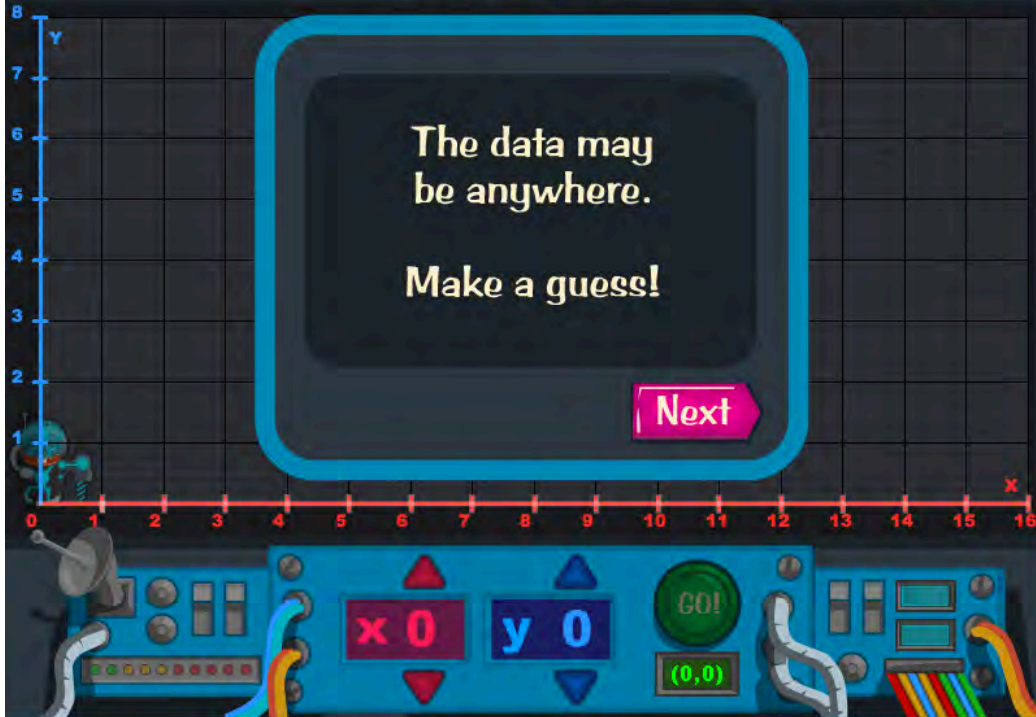 8
Y
7
6
5
4
3
2
1
The data may
be anywhere.
Make a guess!
Next
X
0 1 2 3 4 5 6 7 8 9 10 11 12 13 14 15 16
x 0
y 0
GO!
(0,0)